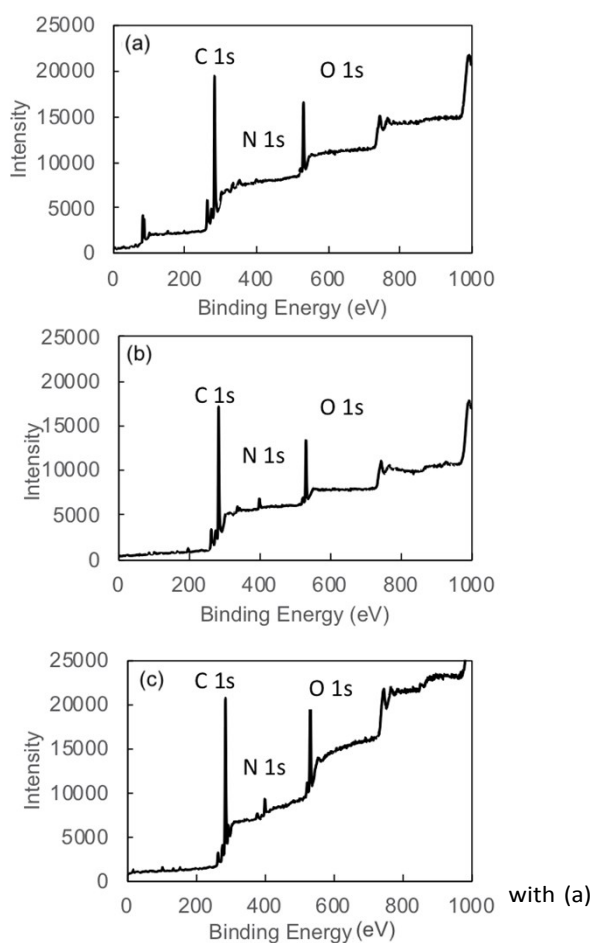 (a)
C 1s
O 1s
N 1s
Intensity
25000
20000
15000
10000
5000
0
0 200 400 600 800 1000
Binding Energy (eV)
(b)
C 1s
O 1s
N 1s
Intensity
25000
20000
15000
10000
5000
0
0 200 400 600 800 1000
Binding Energy (eV)
(c)
C 1s
O 1s
N 1s
Intensity
25000
20000
15000
10000
5000
0
0 200 400 600 800 1000
Binding Energy (eV)
with (a)